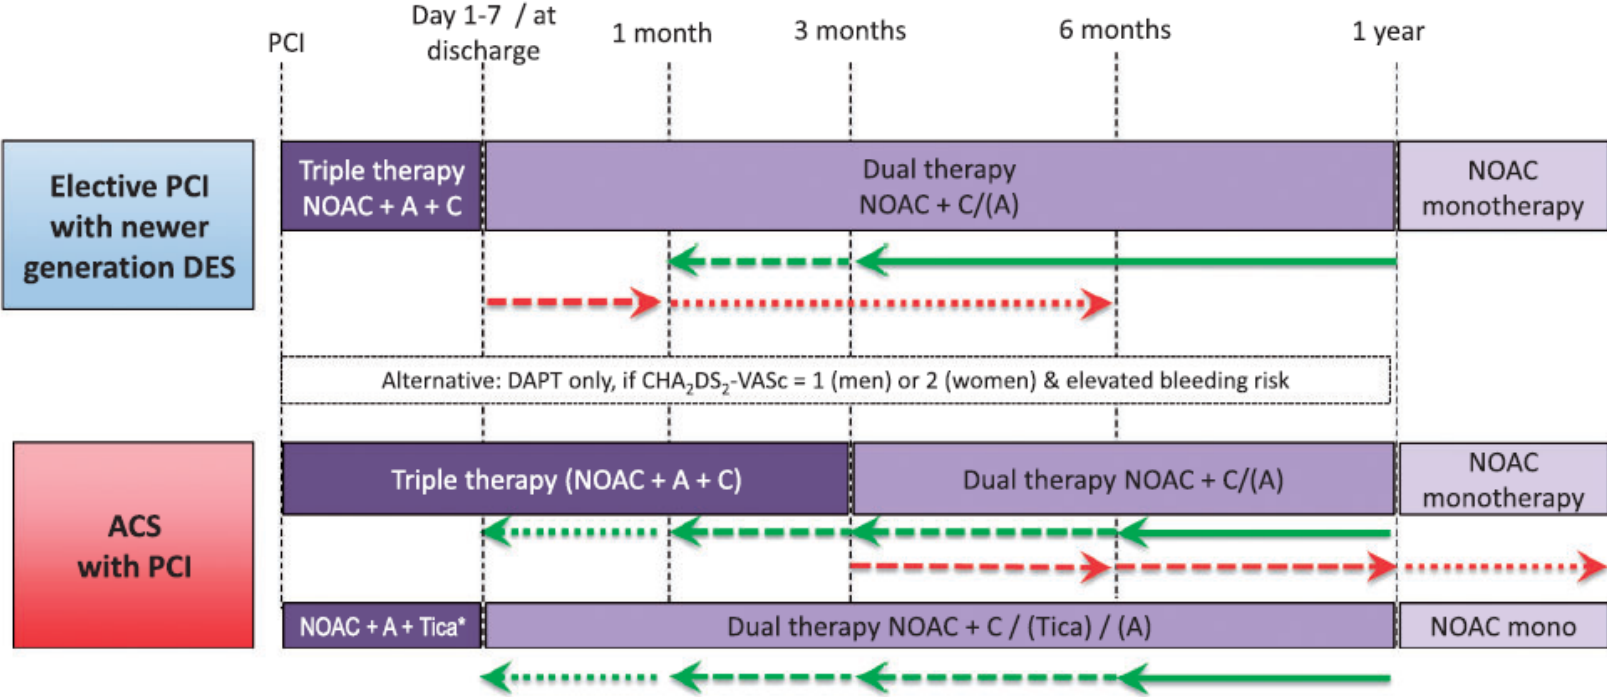 PCI
Day 1-7 / at
discharge
1 month
3 months
6 months
1 year
Elective PCI
with newer
generation DES
Triple therapy
NOAC + A + C
Dual therapy
NOAC + C/(A)
NOAC
monotherapy
Alternative: DAPT only, if CHA₂DS₂-VASc = 1 (men) or 2 (women) & elevated bleeding risk
ACS
with PCI
Triple therapy (NOAC + A + C)
Dual therapy NOAC + C/(A)
NOAC
monotherapy
NOAC + A + Tica*
Dual therapy NOAC + C / (Tica) / (A)
NOAC mono